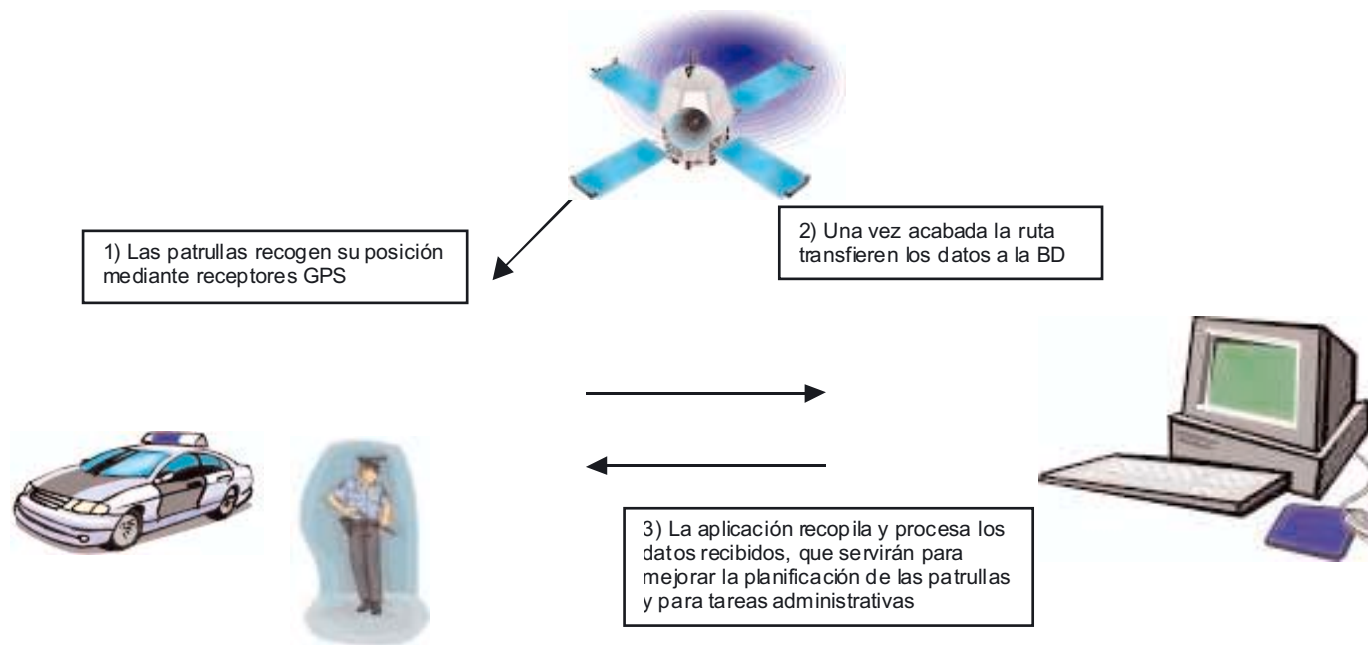 1) Las patrullas recogen su posición
mediante receptores GPS
2) Una vez acabada la ruta
transfieren los datos a la BD
3) La aplicación recopila y procesa los
datos recibidos, que servirán para
mejorar la planificación de las patrullas
y para tareas administrativas